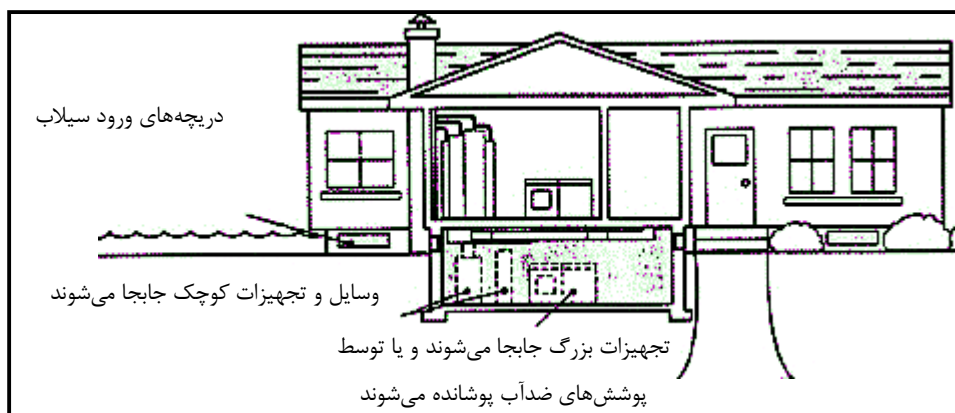 دریچه‌های ورود سیلاب
وسایل و تجهیزات کوچک جابجا می‌شوند
تجهیزات بزرگ جابجا می‌شوند و یا توسط
پوشش‌های ضدآب پوشانده می‌شوند